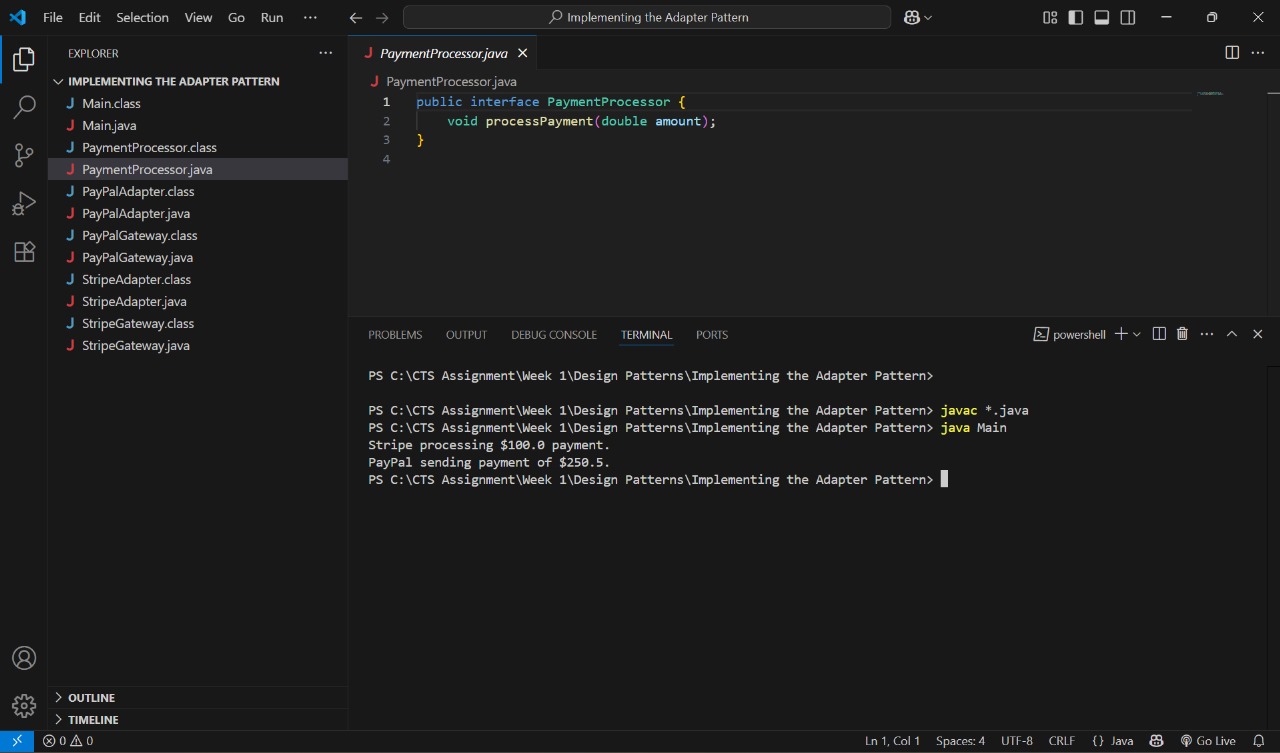 File Edit Selection View Go Run ···
Implementing the Adapter Pattern
EXPLORER ···
IMPLEMENTING THE ADAPTER PATTERN
J Main.class
J Main.java
J PaymentProcessor.class
J PaymentProcessor.java
J PayPalAdapter.class
J PayPalAdapter.java
J PayPalGateway.class
J PayPalGateway.java
J StripeAdapter.class
J StripeAdapter.java
J StripeGateway.class
J StripeGateway.java
OUTLINE
TIMELINE
J PaymentProcessor.java
J PaymentProcessor.java
1 public interface PaymentProcessor {
2 void processPayment(double amount);
3 }
4
PROBLEMS OUTPUT DEBUG CONSOLE TERMINAL PORTS
powershell
PS C:\CTS Assignment\Week 1\Design Patterns\Implementing the Adapter Pattern>
PS C:\CTS Assignment\Week 1\Design Patterns\Implementing the Adapter Pattern> javac *.java
PS C:\CTS Assignment\Week 1\Design Patterns\Implementing the Adapter Pattern> java Main
Stripe processing $100.0 payment.
PayPal sending payment of $250.5.
PS C:\CTS Assignment\Week 1\Design Patterns\Implementing the Adapter Pattern>
0 0
Ln 1, Col 1 Spaces: 4 UTF-8 CRLF {} Java Go Live